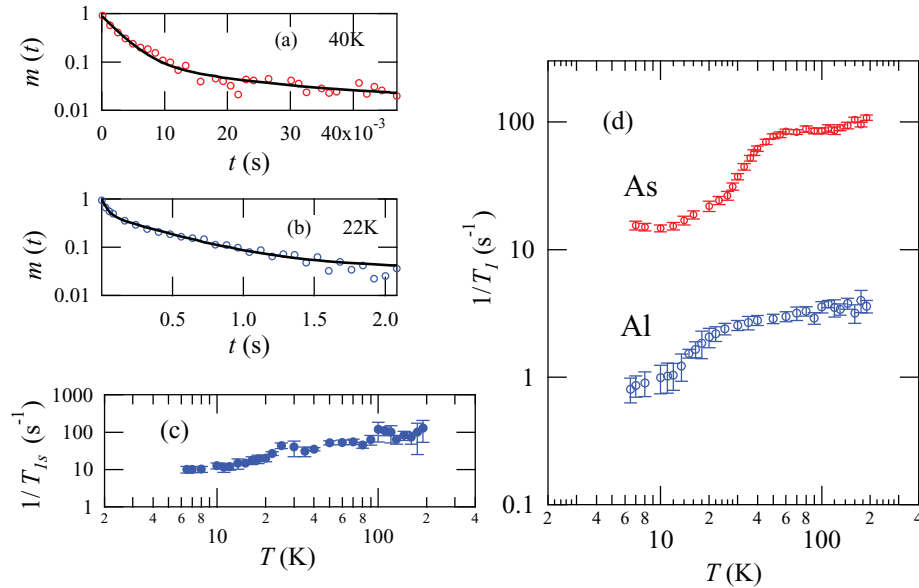 1
0.1
0.01
m (t)
(a) 40K
0 10 20 30 40x10⁻³
t (s)
1
0.1
0.01
m (t)
(b) 22K
0.5 1.0 1.5 2.0
t (s)
1000
100
10
1
1/T₁ₛ (s⁻¹)
(c)
2 4 6 8 10 2 4 6 8 100 2 4
T (K)
100
10
1
0.1
1/T₁ (s⁻¹)
(d)
As
Al
2 4 6 8 10 2 4 6 8 100 2 4
T (K)